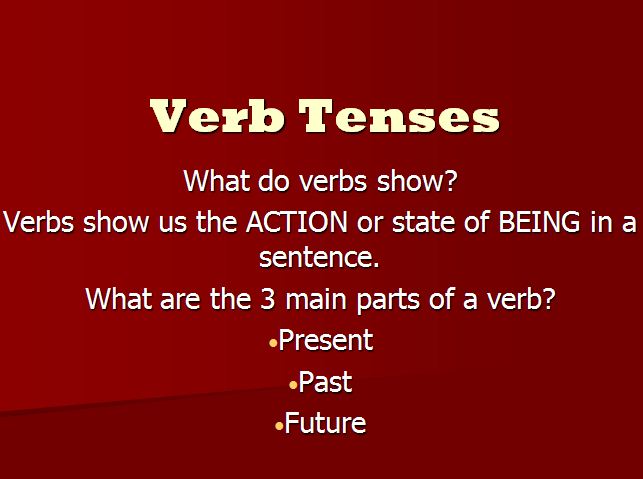 Verb Tenses
What do verbs show?
Verbs show us the ACTION or state of BEING in a
sentence.
What are the 3 main parts of a verb?
•Present
•Past
•Future